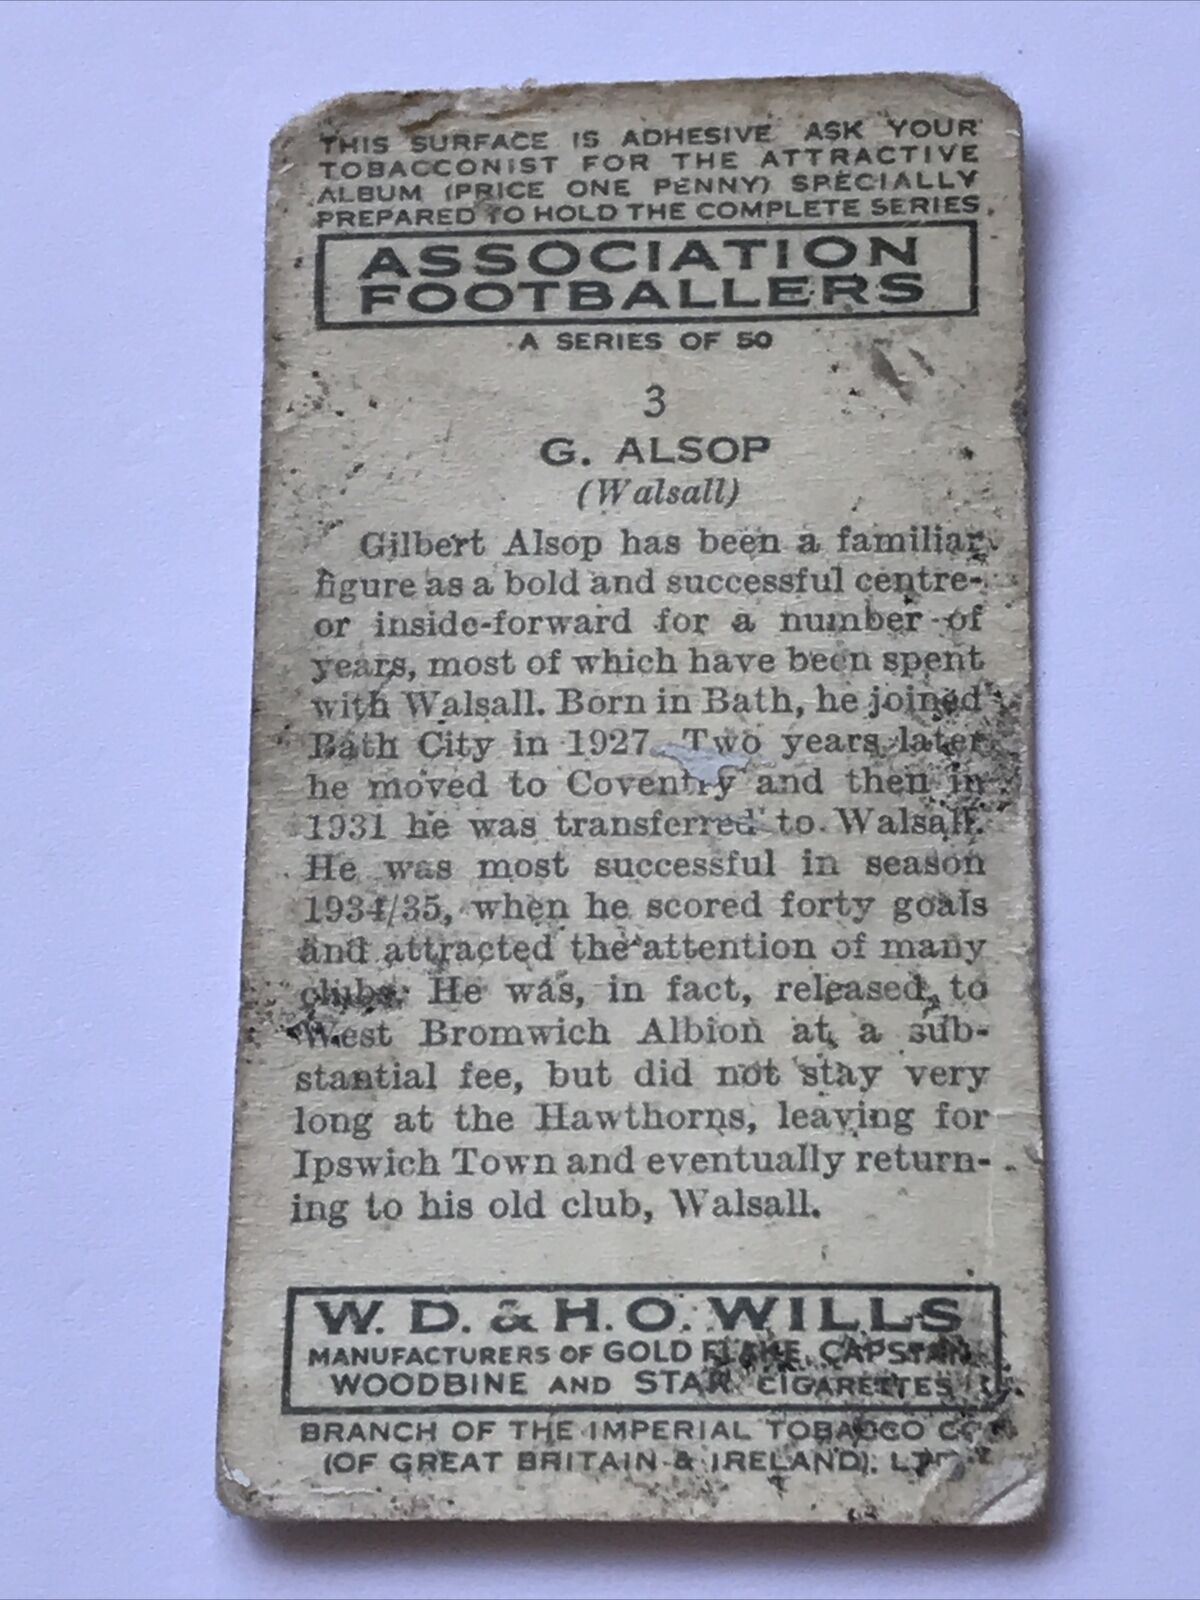 THIS SURFACE IS ADHESIVE ASK YOUR
TOBACCONIST FOR THE ATTRACTIVE
ALBUM (PRICE ONE PENNY) SPECIALLY
PREPARED TO HOLD THE COMPLETE SERIES
ASSOCIATION
FOOTBALLERS
A SERIES OF 50
3
G. ALSOP
(Walsall)
Gilbert Alsop has been a familiar
figure as a bold and successful centre-
or inside-forward for a number of
years, most of which have been spent
with Walsall. Born in Bath, he joined
Bath City in 1927. Two years later
he moved to Coventry and then in
1931 he was transferred to Walsall.
He was most successful in season
1934/35, when he scored forty goals
and attracted the attention of many
clubs. He was, in fact, released to
West Bromwich Albion at a sub-
stantial fee, but did not stay very
long at the Hawthorns, leaving for
Ipswich Town and eventually return-
ing to his old club, Walsall.
W. D. & H. O. WILLS
MANUFACTURERS OF GOLD FLAKE, CAPSTAN,
WOODBINE AND STAR CIGARETTES
BRANCH OF THE IMPERIAL TOBACCO CO.
(OF GREAT BRITAIN & IRELAND), LTD.